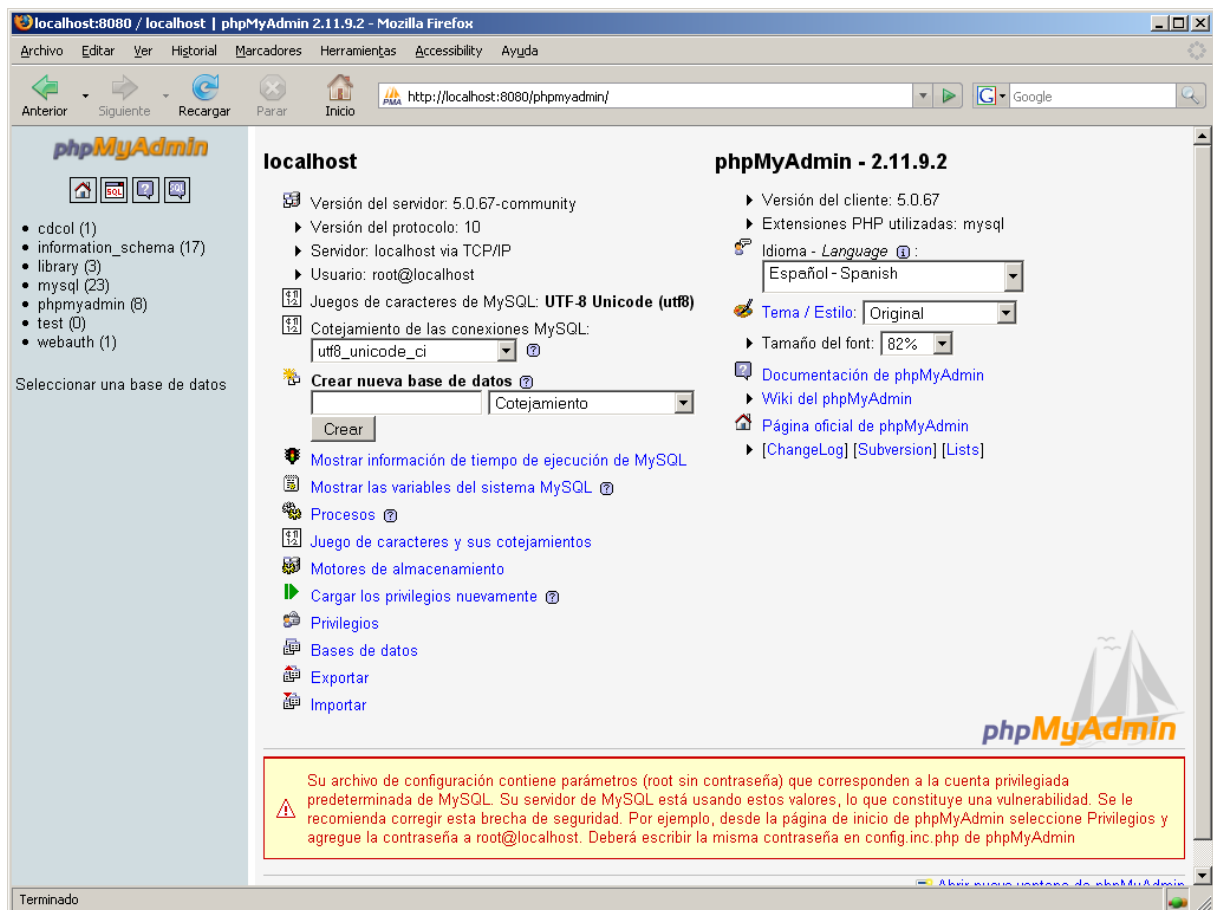 localhost:8080 / localhost | phpMyAdmin 2.11.9.2 - Mozilla Firefox
Archivo Editar Ver Historial Marcadores Herramientas Accessibility Ayuda
Anterior Siguiente Recargar Parar Inicio
PMA http://localhost:8080/phpmyadmin/
G Google
phpMyAdmin
SQL
SQL
cdcol (1)
information_schema (17)
library (3)
mysql (23)
phpmyadmin (8)
test (0)
webauth (1)
Seleccionar una base de datos
localhost
Versión del servidor: 5.0.67-community
Versión del protocolo: 10
Servidor: localhost via TCP/IP
Usuario: root@localhost
Juegos de caracteres de MySQL: UTF-8 Unicode (utf8)
Cotejamiento de las conexiones MySQL:
utf8_unicode_ci
Crear nueva base de datos
Cotejamiento
Crear
Mostrar información de tiempo de ejecución de MySQL
Mostrar las variables del sistema MySQL
Procesos
Juego de caracteres y sus cotejamientos
Motores de almacenamiento
Cargar los privilegios nuevamente
Privilegios
Bases de datos
Exportar
Importar
phpMyAdmin - 2.11.9.2
Versión del cliente: 5.0.67
Extensiones PHP utilizadas: mysql
Idioma - Language :
Español - Spanish
Tema / Estilo: Original
Tamaño del font: 82%
Documentación de phpMyAdmin
Wiki del phpMyAdmin
Página oficial de phpMyAdmin
[ChangeLog] [Subversion] [Lists]
phpMyAdmin
Su archivo de configuración contiene parámetros (root sin contraseña) que corresponden a la cuenta privilegiada
predeterminada de MySQL. Su servidor de MySQL está usando estos valores, lo que constituye una vulnerabilidad. Se le
recomienda corregir esta brecha de seguridad. Por ejemplo, desde la página de inicio de phpMyAdmin seleccione Privilegios y
agregue la contraseña a root@localhost. Deberá escribir la misma contraseña en config.inc.php de phpMyAdmin
Abrir nueva ventana de phpMyAdmin
Terminado